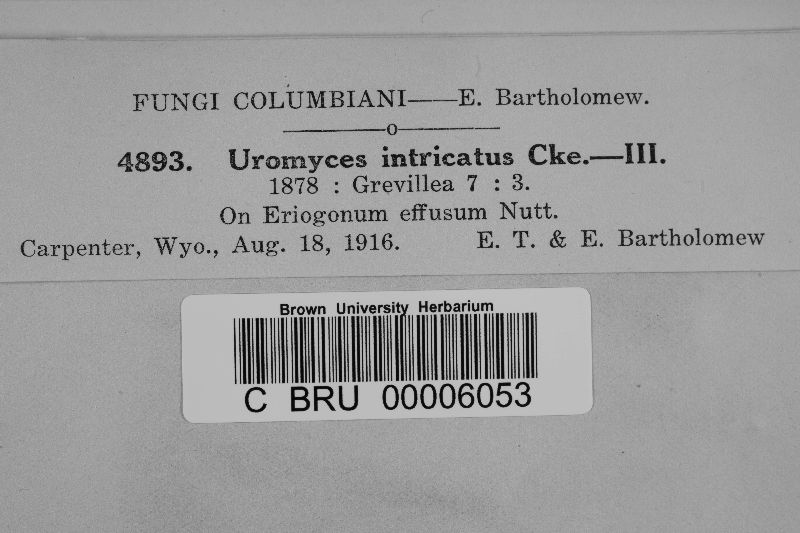 FUNGI COLUMBIANI——E. Bartholomew.
———o———
4893. Uromyces intricatus Cke.—III.
1878 : Grevillea 7 : 3.
On Eriogonum effusum Nutt.
Carpenter, Wyo., Aug. 18, 1916. E. T. & E. Bartholomew
Brown University Herbarium
C BRU 00006053